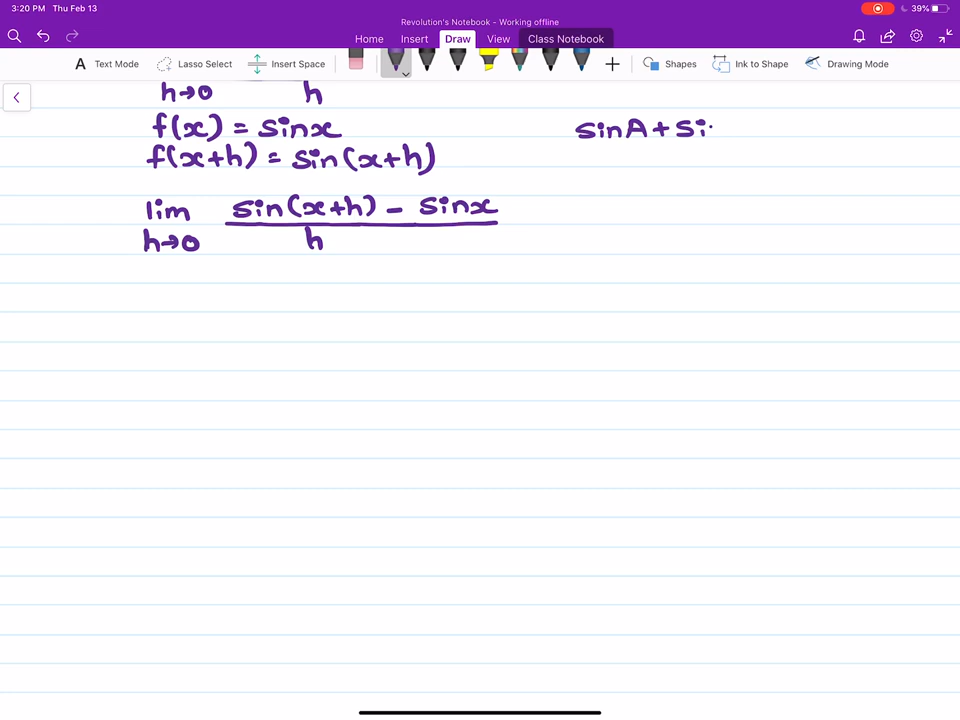 3:20 PM Thu Feb 13
39%
Revolution's Notebook - Working offline
Home Insert Draw View Class Notebook
Text Mode Lasso Select Insert Space Shapes Ink to Shape Drawing Mode
h→0 h
f(x) = sinx
sinA + Si
f(x+h) = sin(x+h)
lim sin(x+h) - sinx
h→0 h